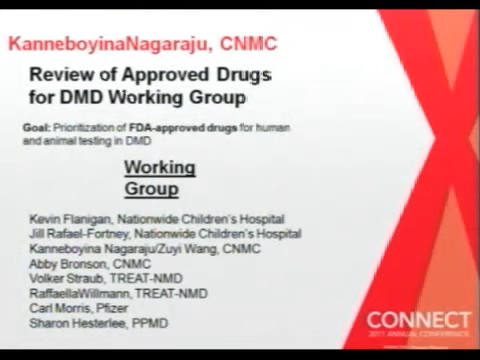 KanneboyinaNagaraju, CNMC
Review of Approved Drugs
for DMD Working Group
Goal: Prioritization of FDA-approved drugs for human
and animal testing in DMD
Working
Group
Kevin Flanigan, Nationwide Children's Hospital
Jill Rafael-Fortney, Nationwide Children's Hospital
Kanneboyina Nagaraju/Zuyi Wang, CNMC
Abby Bronson, CNMC
Volker Straub, TREAT-NMD
RaffaellaWillmann, TREAT-NMD
Carl Morris, Pfizer
Sharon Hesterlee, PPMD
CONNECT
2011 ANNUAL CONFERENCE